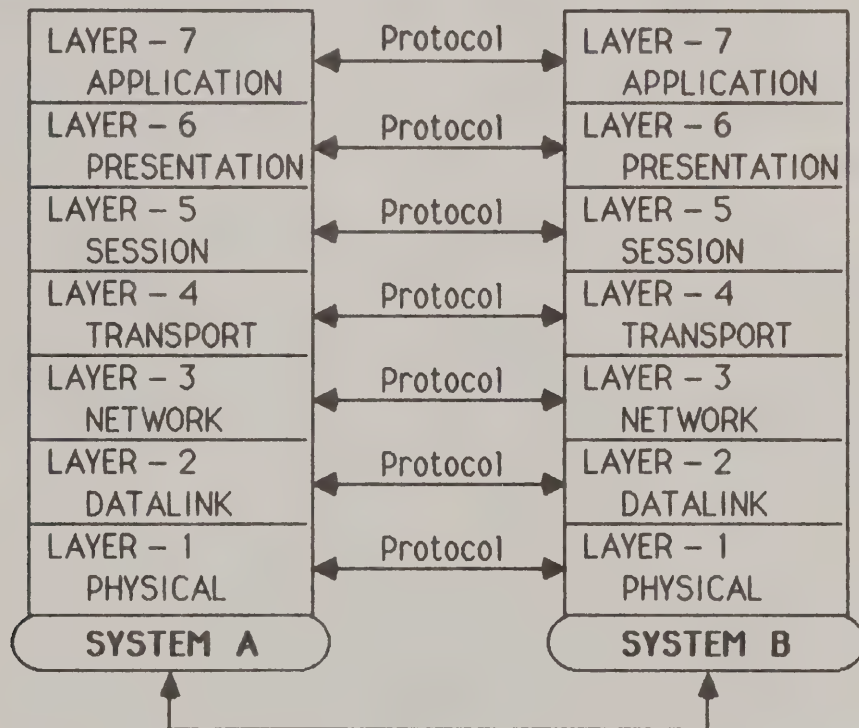 LAYER – 7 Protocol LAYER – 7
APPLICATION APPLICATION
LAYER – 6 Protocol LAYER – 6
PRESENTATION PRESENTATION
LAYER – 5 Protocol LAYER – 5
SESSION SESSION
LAYER – 4 Protocol LAYER – 4
TRANSPORT TRANSPORT
LAYER – 3 Protocol LAYER – 3
NETWORK NETWORK
LAYER – 2 Protocol LAYER – 2
DATALINK DATALINK
LAYER – 1 Protocol LAYER – 1
PHYSICAL PHYSICAL
SYSTEM A SYSTEM B